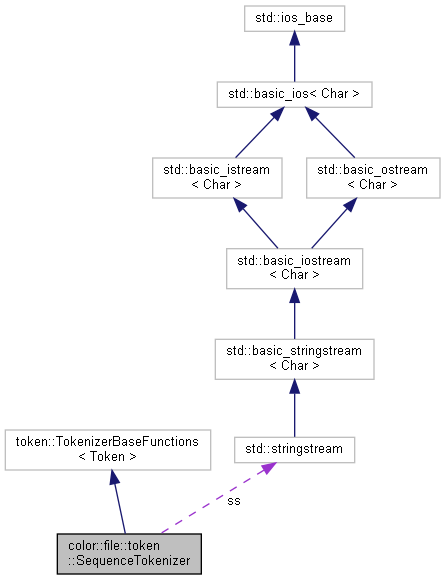 std::ios_base
std::basic_ios< Char >
std::basic_istream
< Char >
std::basic_ostream
< Char >
std::basic_iostream
< Char >
std::basic_stringstream
< Char >
token::TokenizerBaseFunctions
< Token >
std::stringstream
ss
color::file::token
::SequenceTokenizer